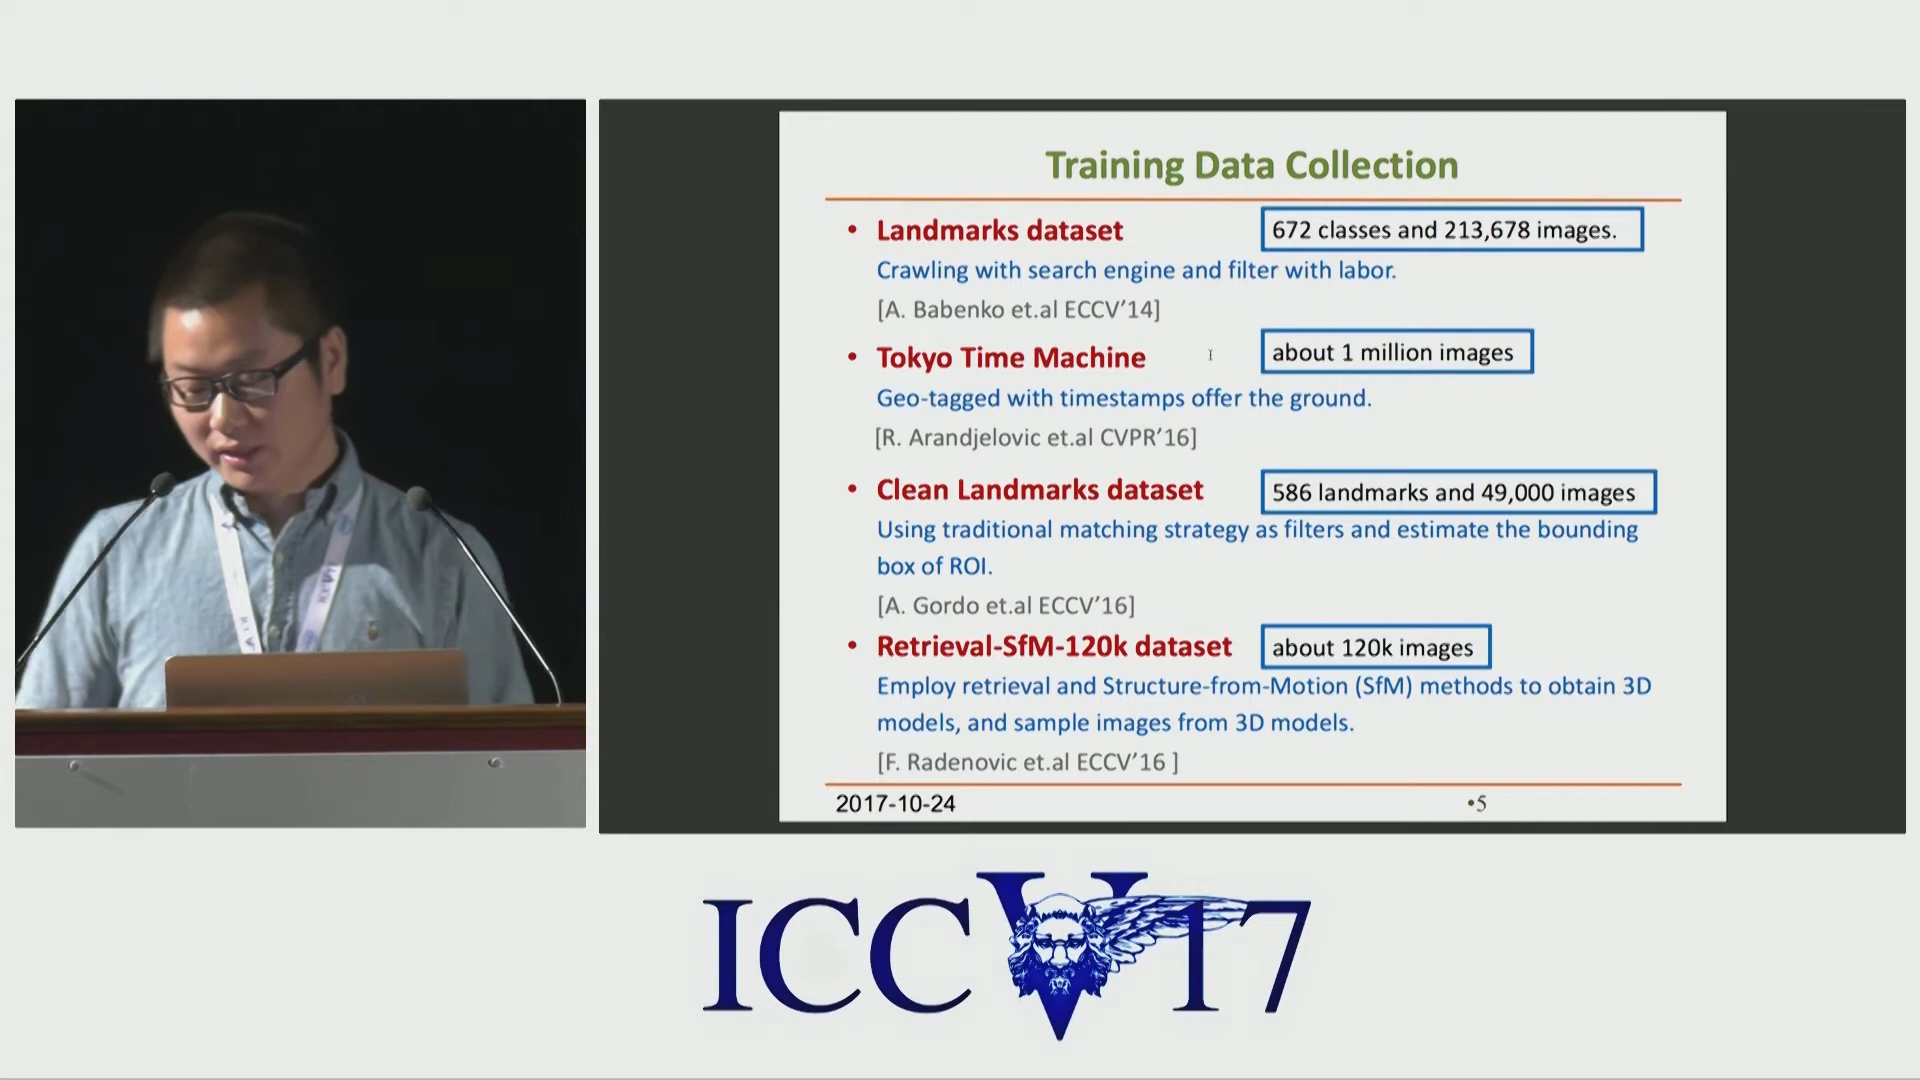 Training Data Collection
• Landmarks dataset
672 classes and 213,678 images.
Crawling with search engine and filter with labor.
[A. Babenko et.al ECCV’14]
• Tokyo Time Machine
about 1 million images
Geo-tagged with timestamps offer the ground.
[R. Arandjelovic et.al CVPR’16]
• Clean Landmarks dataset
586 landmarks and 49,000 images
Using traditional matching strategy as filters and estimate the bounding
box of ROI.
[A. Gordo et.al ECCV’16]
• Retrieval-SfM-120k dataset
about 120k images
Employ retrieval and Structure-from-Motion (SfM) methods to obtain 3D
models, and sample images from 3D models.
[F. Radenovic et.al ECCV’16 ]
2017-10-24
•5
ICCV17